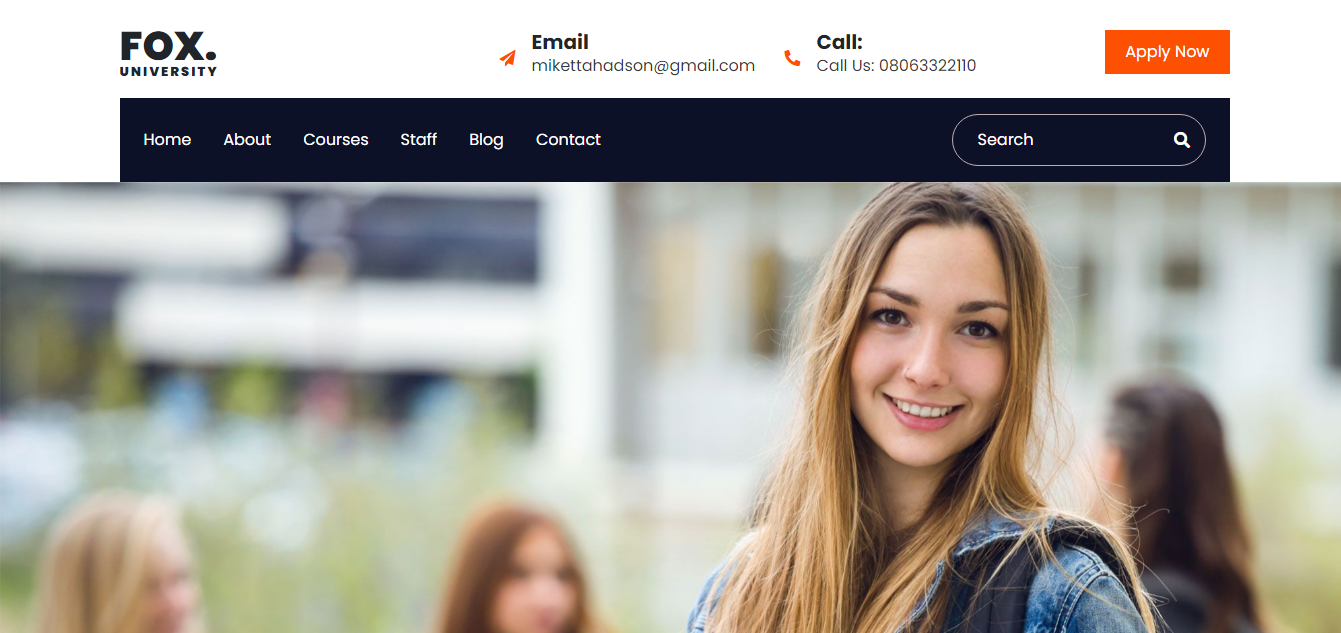 FOX.
UNIVERSITY
Email
mikettahadson@gmail.com
Call:
Call Us: 08063322110
Apply Now
Home About Courses Staff Blog Contact Search